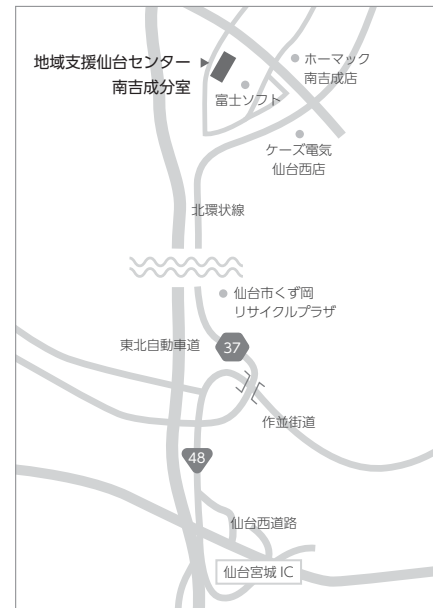 地域支援仙台センター
南吉成分室
ホーマック
南吉成店
富士ソフト
ケーズ電気
仙台西店
北環状線
仙台市くず岡
リサイクルプラザ
東北自動車道
37
作並街道
48
仙台西道路
仙台宮城 IC